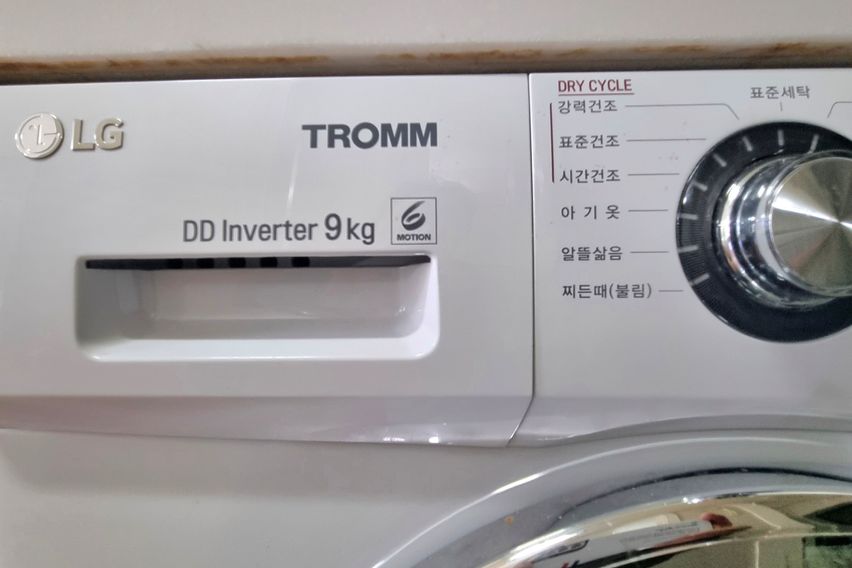 LG
TROMM
DD Inverter 9kg
6 MOTION
DRY CYCLE
강력건조
표준건조
시간건조
아기옷
알뜰삶음
찌든때(불림)
표준세탁